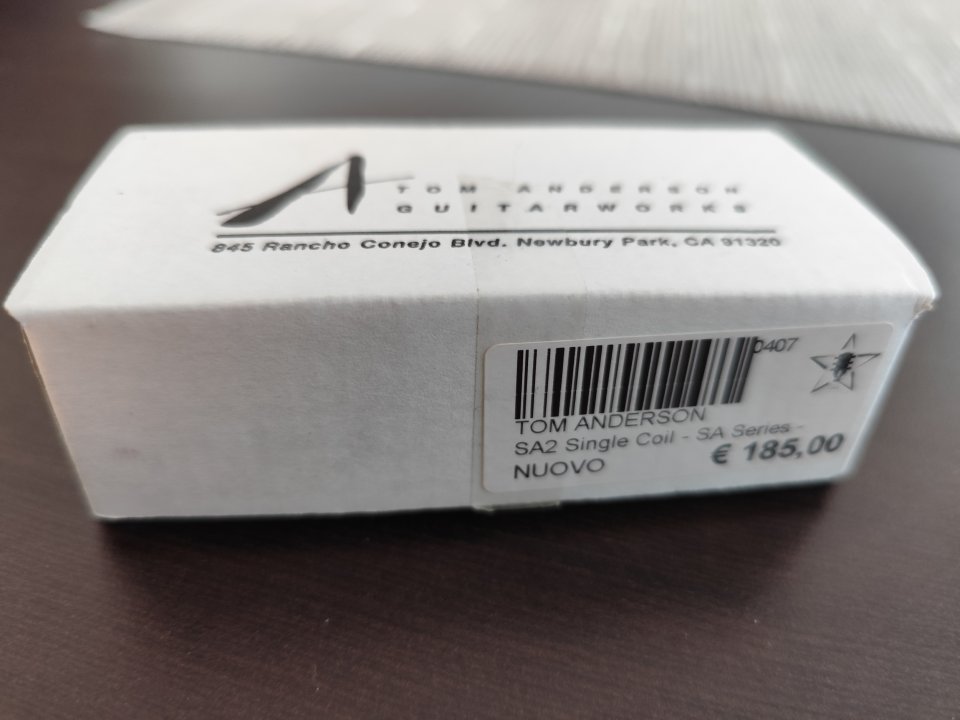 TOM ANDERSON
GUITARWORKS
845 Rancho Conejo Blvd. Newbury Park, CA 91320
0407
TOM ANDERSON
SA2 Single Coil - SA Series -
NUOVO
€ 185,00